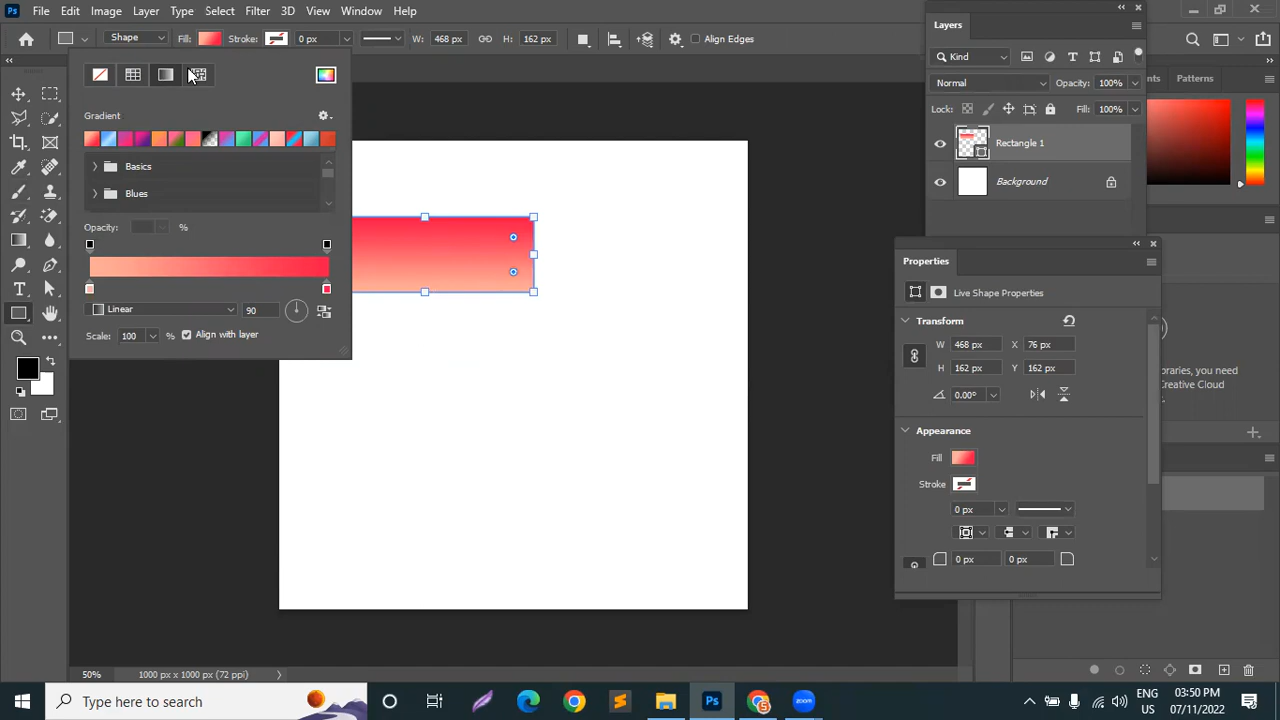 Ps File Edit Image Layer Type Select Filter 3D View Window Help
Shape Fill: Stroke: 0 px W: 468 px H: 162 px Align Edges
Layers
Kind
Normal Opacity: 100%
Lock: Fill: 100%
Rectangle 1
Background
Patterns
Gradient
Basics
Blues
Opacity: %
Linear 90
Scale: 100 % Align with layer
Properties
Live Shape Properties
Transform
W 468 px X 76 px
H 162 px Y 162 px
0.00°
Appearance
Fill
Stroke
0 px
0 px 0 px
raries, you need
Creative Cloud
50% 1000 px x 1000 px (72 ppi)
Type here to search
Ps
zoom
ENG
US
03:50 PM
07/11/2022